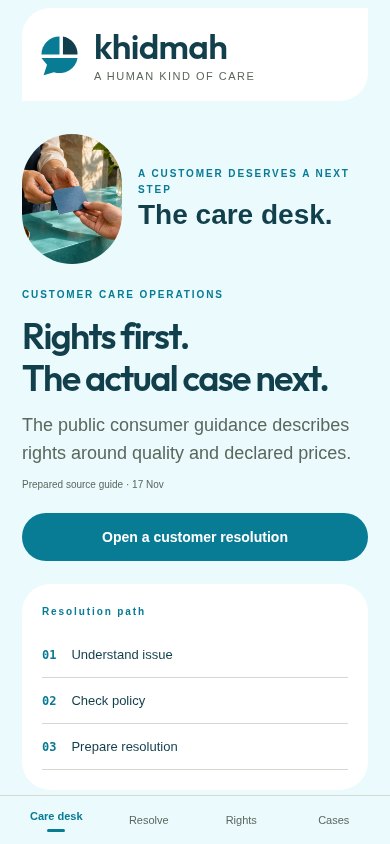 khidmah
A HUMAN KIND OF CARE
A CUSTOMER DESERVES A NEXT
STEP
The care desk.
CUSTOMER CARE OPERATIONS
Rights first.
The actual case next.
The public consumer guidance describes
rights around quality and declared prices.
Prepared source guide · 17 Nov
Open a customer resolution
Resolution path
01 Understand issue
02 Check policy
03 Prepare resolution
Care desk Resolve Rights Cases